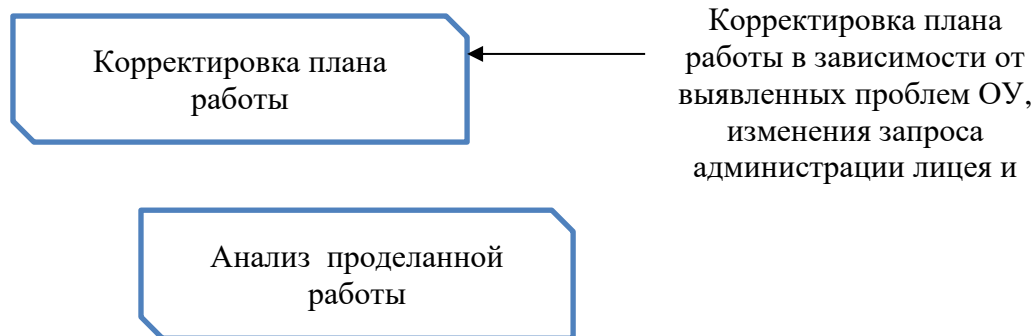 Корректировка плана
работы
Корректировка плана
работы в зависимости от
выявленных проблем ОУ,
изменения запроса
администрации лицея и
Анализ проделанной
работы